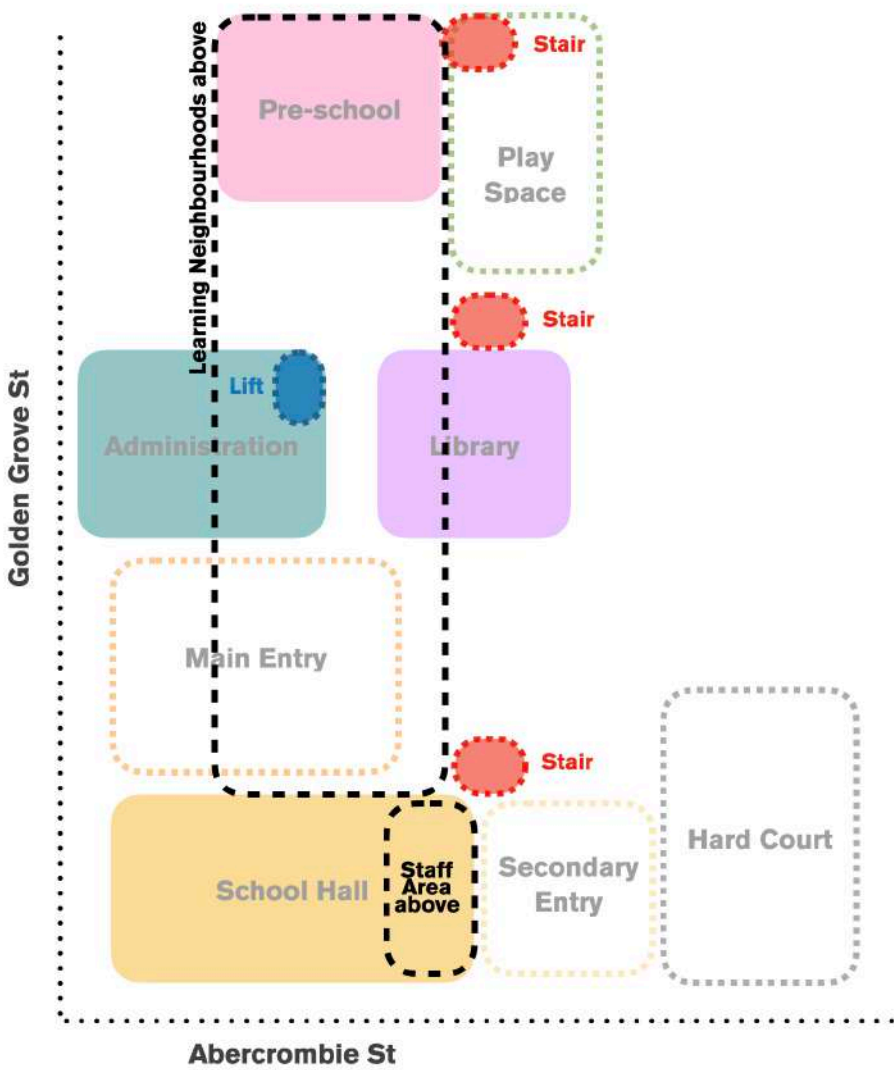 Learning Neighbourhoods above
Stair
Pre-school
Play
Space
Stair
Lift
Administration
Library
Golden Grove St
Main Entry
Stair
Hard Court
School Hall
Staff
Area
above
Secondary
Entry
Abercrombie St